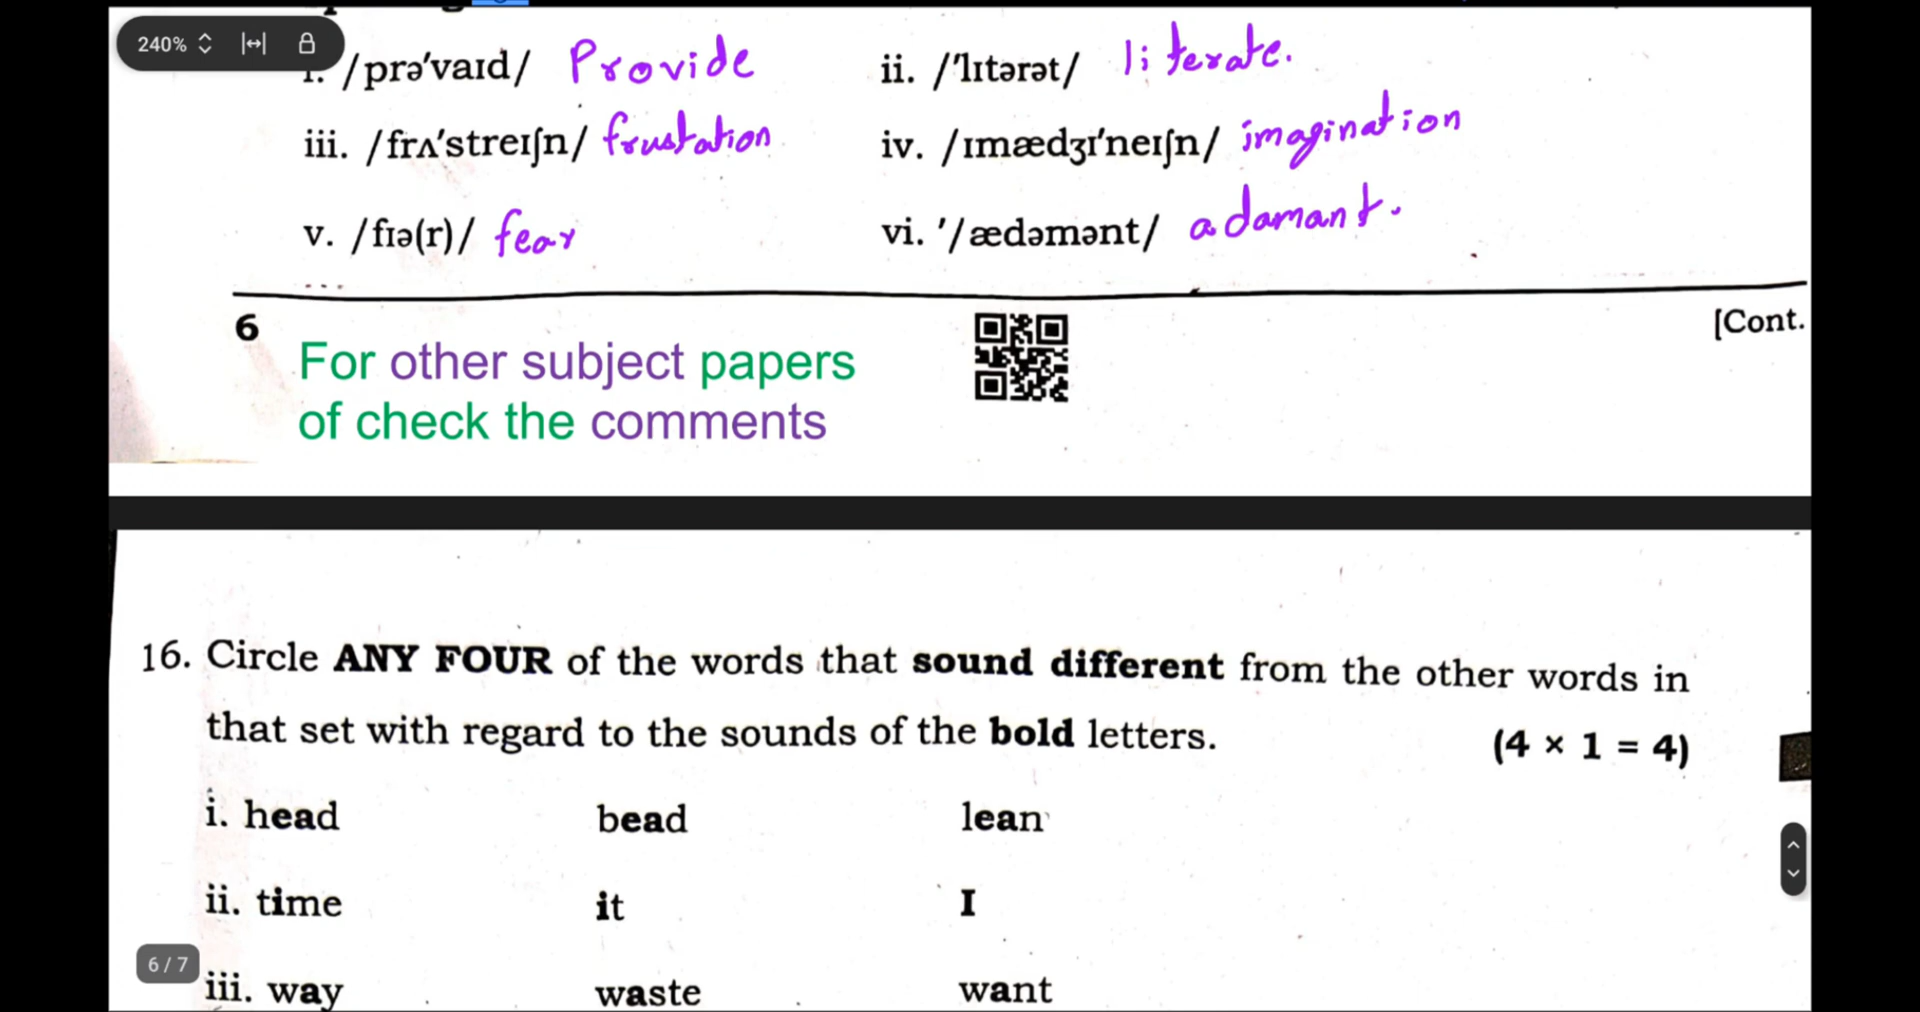 240%
i. /prə'vaɪd/ Provide ii. /'lɪtərət/ literate.
iii. /frʌ'streɪʃn/ frustation iv. /ɪmædʒɪ'neɪʃn/ imagination
v. /fɪə(r)/ fear vi. '/ædəmənt/ adamant.
6 [Cont.
For other subject papers
of check the comments
16. Circle ANY FOUR of the words that sound different from the other words in
that set with regard to the sounds of the bold letters. (4 × 1 = 4)
i. head bead lean
ii. time it I
6 / 7
iii. way waste want